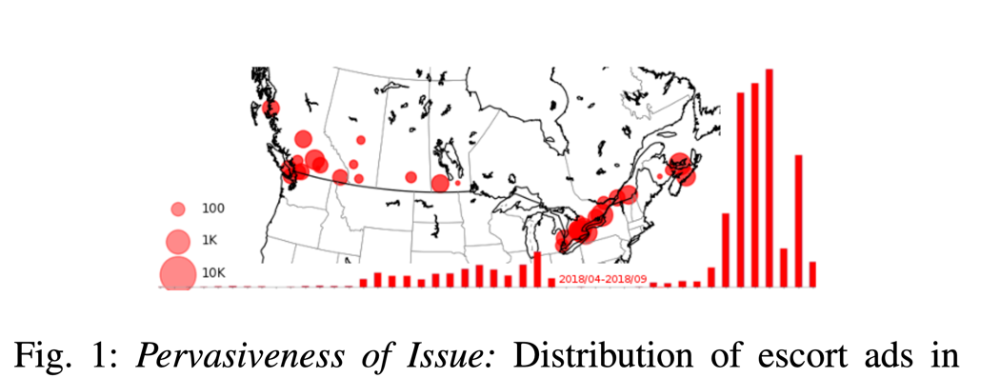 100
1K
10K
2018/04-2018/09
Fig. 1: Pervasiveness of Issue: Distribution of escort ads in